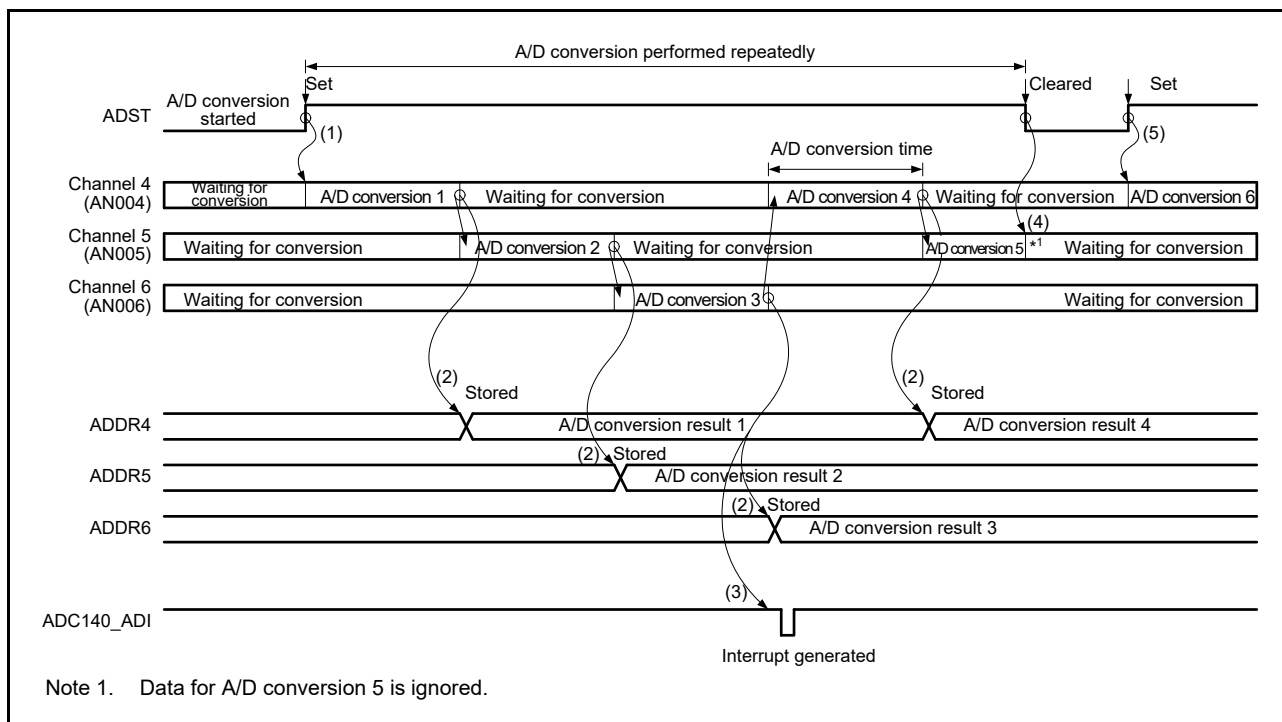 A/D conversion performed repeatedly
Set
Cleared
Set
ADST
A/D conversion
started
(1)
(5)
A/D conversion time
Channel 4
(AN004)
Waiting for
conversion
A/D conversion 1
Waiting for conversion
A/D conversion 4
Waiting for conversion
A/D conversion 6
(4)
Channel 5
(AN005)
Waiting for conversion
A/D conversion 2
Waiting for conversion
A/D conversion 5
*1
Waiting for conversion
Channel 6
(AN006)
Waiting for conversion
A/D conversion 3
Waiting for conversion
(2)
Stored
(2)
Stored
ADDR4
A/D conversion result 1
A/D conversion result 4
(2)
Stored
ADDR5
A/D conversion result 2
(2)
Stored
ADDR6
A/D conversion result 3
(3)
ADC140_ADI
Interrupt generated
Note 1. Data for A/D conversion 5 is ignored.